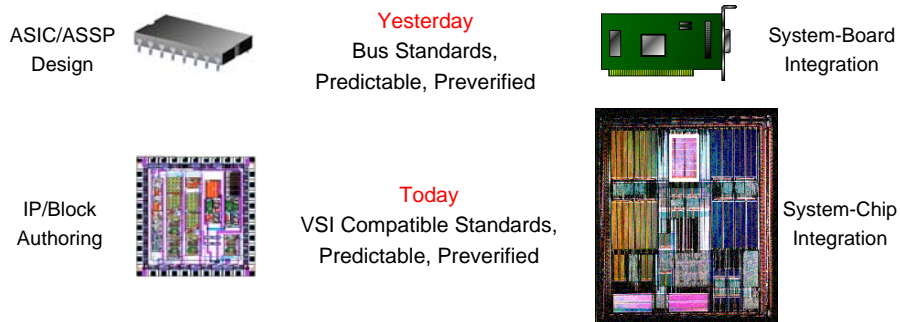 ASIC/ASSP
Design
Yesterday
Bus Standards,
Predictable, Preverified
System-Board
Integration
IP/Block
Authoring
Today
VSI Compatible Standards,
Predictable, Preverified
System-Chip
Integration